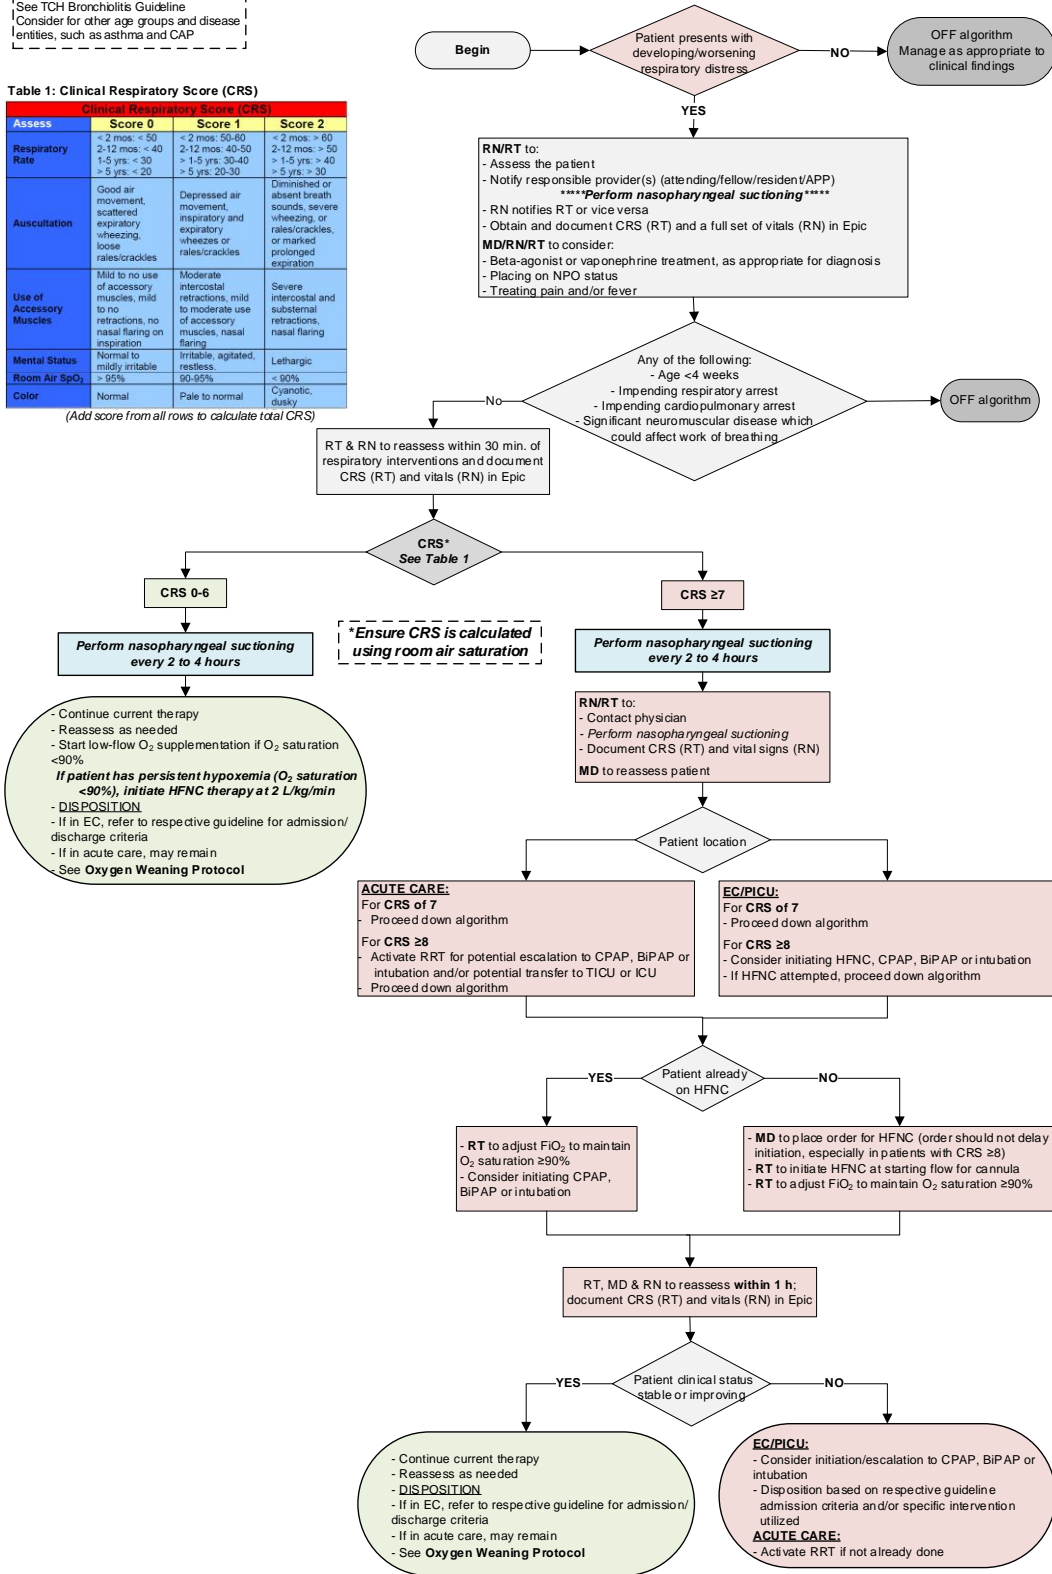 See TCH Bronchiolitis Guideline
Consider for other age groups and disease
entities, such as asthma and CAP
Begin
Patient presents with
developing/worsening
respiratory distress
NO
OFF algorithm
Manage as appropriate to
clinical findings
YES
Table 1: Clinical Respiratory Score (CRS)
Clinical Respiratory Score (CRS)
Assess Score 0 Score 1 Score 2
Respiratory
Rate
< 2 mos: < 50
2-12 mos: < 40
1-5 yrs: < 30
> 5 yrs: < 20
< 2 mos: 50-60
2-12 mos: 40-50
> 1-5 yrs: 30-40
> 5 yrs: 20-30
< 2 mos: > 60
2-12 mos: > 50
> 1-5 yrs: > 40
> 5 yrs: > 30
Auscultation
Good air
movement,
scattered
expiratory
wheezing,
loose
rales/crackles
Depressed air
movement,
inspiratory and
expiratory
wheezes or
rales/crackles
Diminished or
absent breath
sounds, severe
wheezing, or
rales/crackles,
or marked
prolonged
expiration
Use of
Accessory
Muscles
Mild to no use
of accessory
muscles, mild
to no
retractions, no
nasal flaring on
inspiration
Moderate
intercostal
retractions, mild
to moderate use
of accessory
muscles, nasal
flaring
Severe
intercostal and
substernal
retractions,
nasal flaring
Mental Status
Normal to
mildly irritable
Irritable, agitated,
restless.
Lethargic
Room Air SpO2 > 95% 90-95% < 90%
Color
Normal
Pale to normal
Cyanotic,
dusky
(Add score from all rows to calculate total CRS)
RN/RT to:
- Assess the patient
- Notify responsible provider(s) (attending/fellow/resident/APP)
*****Perform nasopharyngeal suctioning*****
- RN notifies RT or vice versa
- Obtain and document CRS (RT) and a full set of vitals (RN) in Epic
MD/RN/RT to consider:
- Beta-agonist or vaponephrine treatment, as appropriate for diagnosis
- Placing on NPO status
- Treating pain and/or fever
Any of the following:
- Age <4 weeks
- Impending respiratory arrest
- Impending cardiopulmonary arrest
- Significant neuromuscular disease which
could affect work of breathing
No
OFF algorithm
RT & RN to reassess within 30 min. of
respiratory interventions and document
CRS (RT) and vitals (RN) in Epic
CRS*
See Table 1
CRS 0-6
CRS ≥7
*Ensure CRS is calculated
using room air saturation
Perform nasopharyngeal suctioning
every 2 to 4 hours
Perform nasopharyngeal suctioning
every 2 to 4 hours
- Continue current therapy
- Reassess as needed
- Start low-flow O2 supplementation if O2 saturation
<90%
If patient has persistent hypoxemia (O2 saturation
<90%), initiate HFNC therapy at 2 L/kg/min
- DISPOSITION
- If in EC, refer to respective guideline for admission/
discharge criteria
- If in acute care, may remain
- See Oxygen Weaning Protocol
RN/RT to:
- Contact physician
- Perform nasopharyngeal suctioning
- Document CRS (RT) and vital signs (RN)
MD to reassess patient
Patient location
ACUTE CARE:
For CRS of 7
- Proceed down algorithm
For CRS ≥8
- Activate RRT for potential escalation to CPAP, BiPAP or
intubation and/or potential transfer to TICU or ICU
- Proceed down algorithm
EC/PICU:
For CRS of 7
- Proceed down algorithm
For CRS ≥8
- Consider initiating HFNC, CPAP, BiPAP or intubation
- If HFNC attempted, proceed down algorithm
Patient already
on HFNC
YES
NO
- RT to adjust FiO2 to maintain
O2 saturation ≥90%
- Consider initiating CPAP,
BiPAP or intubation
- MD to place order for HFNC (order should not delay
initiation, especially in patients with CRS ≥8)
- RT to initiate HFNC at starting flow for cannula
- RT to adjust FiO2 to maintain O2 saturation ≥90%
RT, MD & RN to reassess within 1 h;
document CRS (RT) and vitals (RN) in Epic
Patient clinical status
stable or improving
YES
NO
- Continue current therapy
- Reassess as needed
- DISPOSITION
- If in EC, refer to respective guideline for admission/
discharge criteria
- If in acute care, may remain
- See Oxygen Weaning Protocol
EC/PICU:
- Consider initiation/escalation to CPAP, BiPAP or
intubation
- Disposition based on respective guideline
admission criteria and/or specific intervention
utilized
ACUTE CARE:
- Activate RRT if not already done